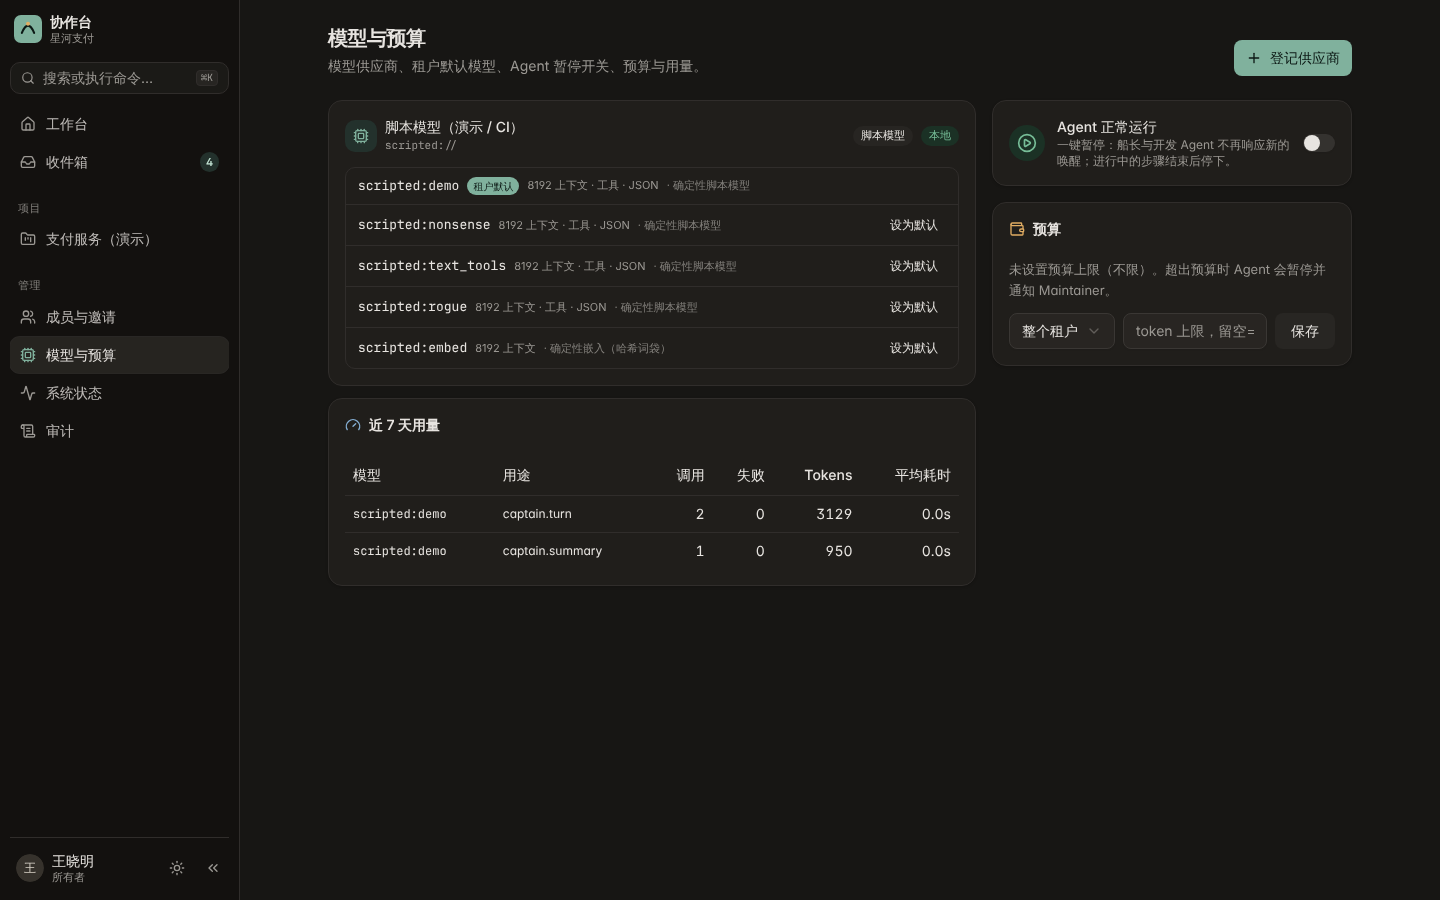 协作台
星河支付
搜索或执行命令... ⌘K
工作台
收件箱 4
项目
支付服务（演示）
管理
成员与邀请
模型与预算
系统状态
审计
王 王晓明
所有者
模型与预算
模型供应商、租户默认模型、Agent 暂停开关、预算与用量。
登记供应商
脚本模型（演示 / CI）
scripted://
脚本模型 本地
scripted:demo 租户默认 8192 上下文 · 工具 · JSON · 确定性脚本模型
scripted:nonsense 8192 上下文 · 工具 · JSON · 确定性脚本模型 设为默认
scripted:text_tools 8192 上下文 · 工具 · JSON · 确定性脚本模型 设为默认
scripted:rogue 8192 上下文 · 工具 · JSON · 确定性脚本模型 设为默认
scripted:embed 8192 上下文 · 确定性嵌入（哈希词袋） 设为默认
近 7 天用量
模型 用途 调用 失败 Tokens 平均耗时
scripted:demo captain.turn 2 0 3129 0.0s
scripted:demo captain.summary 1 0 950 0.0s
Agent 正常运行
一键暂停：船长与开发 Agent 不再响应新的
唤醒；进行中的步骤结束后停下。
预算
未设置预算上限（不限）。超出预算时 Agent 会暂停并
通知 Maintainer。
整个租户 token 上限，留空= 保存